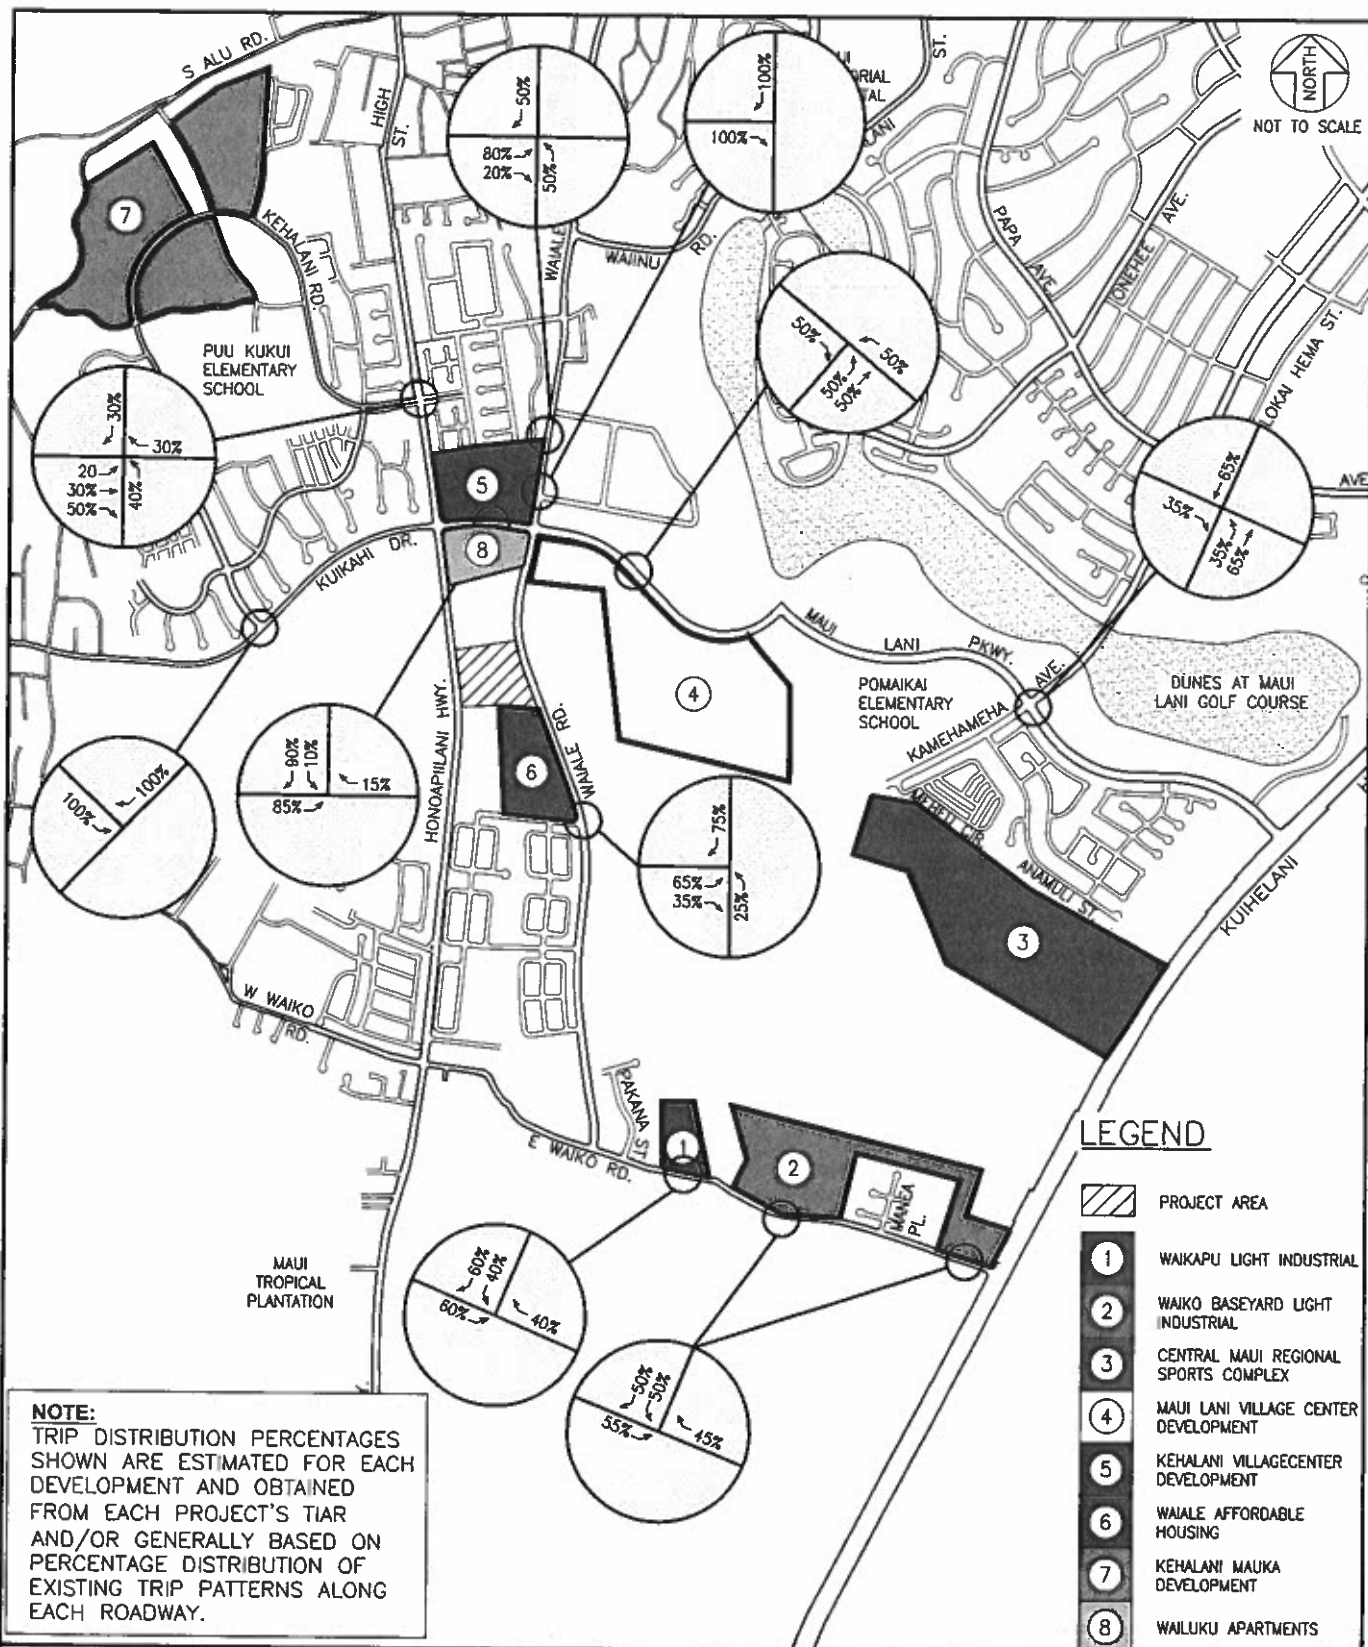 S ALU RD.
HIGH
ST.
50%
80%
20%
50%
100%
100%
UI
ORIAL
AL
LANI
ST.
NORTH
NOT TO SCALE
7
KEHALANI RD.
PUU KUKUI
ELEMENTARY
SCHOOL
WAIALE
WAIINU
RD.
PAPA
AVE
ONEHEE
AVE.
LOKAI HEMA ST.
AVE
50%
50%
50%
50%
30%
30%
20
30%
50%
40%
5
8
KUIKAHI
DR.
65%
35%
35%
65%
MAUI
LANI
PKWY.
4
POMAIKAI
ELEMENTARY
SCHOOL
KAMEHAMEHA
AVE.
DUNES AT MAUI
LANI GOLF COURSE
HONOAPIILANI HWY.
WAIALE RD.
6
100%
100%
90%
10%
15%
85%
75%
65%
35%
25%
CIR.
ANAMULI ST
3
KUIHELANI
W WAIKO
RD.
PAKANA
ST
E WAIKO RD.
1
2
MANEA
PL.
MAUI
TROPICAL
PLANTATION
60%
40%
60%
40%
50%
50%
55%
45%
LEGEND
PROJECT AREA
1 WAIKAPU LIGHT INDUSTRIAL
2 WAIKO BASEYARD LIGHT
INDUSTRIAL
3 CENTRAL MAUI REGIONAL
SPORTS COMPLEX
4 MAUI LANI VILLAGE CENTER
DEVELOPMENT
5 KEHALANI VILLAGECENTER
DEVELOPMENT
6 WAIALE AFFORDABLE
HOUSING
7 KEHALANI MAUKA
DEVELOPMENT
8 WAILUKU APARTMENTS
NOTE:
TRIP DISTRIBUTION PERCENTAGES
SHOWN ARE ESTIMATED FOR EACH
DEVELOPMENT AND OBTAINED
FROM EACH PROJECT'S TIAR
AND/OR GENERALLY BASED ON
PERCENTAGE DISTRIBUTION OF
EXISTING TRIP PATTERNS ALONG
EACH ROADWAY.